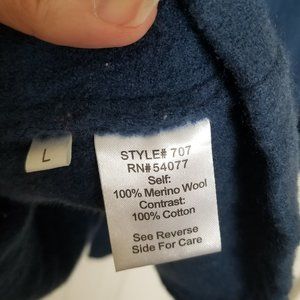 L
STYLE# 707
RN#54077
Self:
100% Merino Wool
Contrast:
100% Cotton
See Reverse
Side For Care